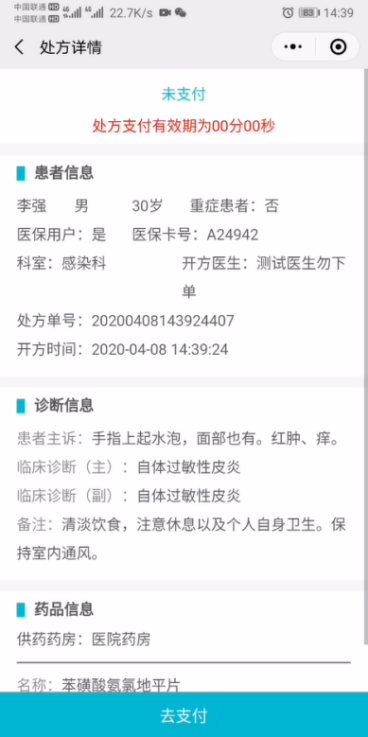 中国联通 HD 46 46 22.7K/s 83 14:39
中国联通 HD
处方详情
未支付
处方支付有效期为00分00秒
患者信息
李强 男 30岁 重症患者：否
医保用户：是 医保卡号：A24942
科室：感染科 开方医生：测试医生勿下
单
处方单号：20200408143924407
开方时间：2020-04-08 14:39:24
诊断信息
患者主诉：手指上起水泡，面部也有。红肿、痒。
临床诊断（主）：自体过敏性皮炎
临床诊断（副）：自体过敏性皮炎
备注：清淡饮食，注意休息以及个人自身卫生。保
持室内通风。
药品信息
供药药房：医院药房
名称：苯磺酸氨氯地平片
去支付